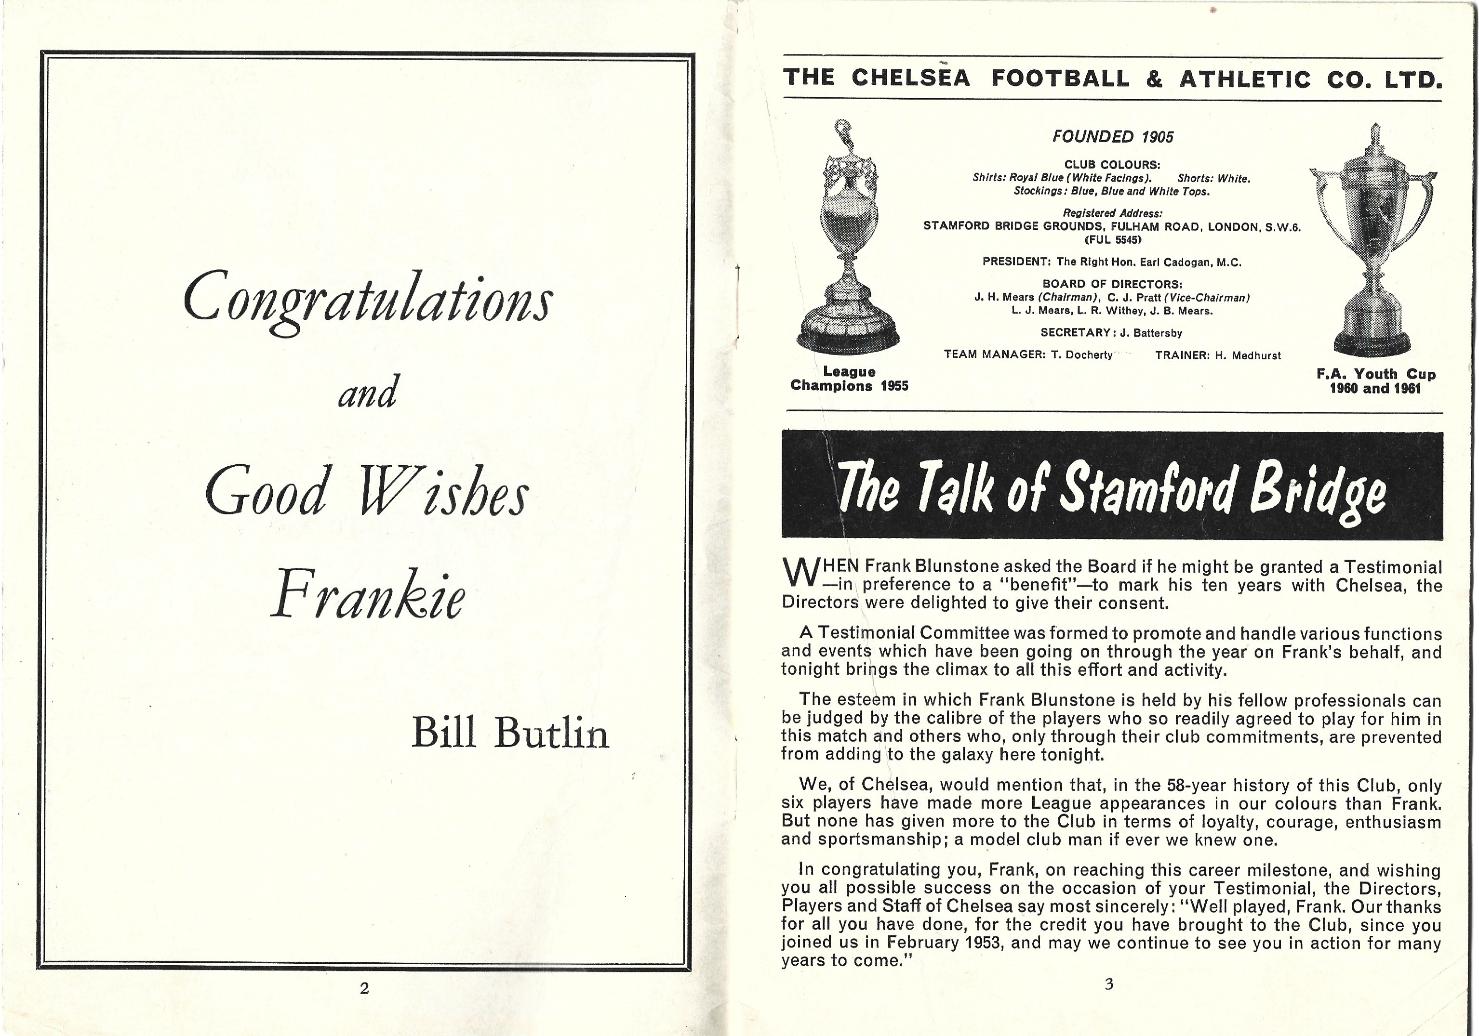 Congratulations
and
Good Wishes
Frankie
Bill Butlin
2
THE CHELSEA FOOTBALL & ATHLETIC CO. LTD.
FOUNDED 1905
CLUB COLOURS:
Shirts: Royal Blue (White Facings). Shorts: White.
Stockings: Blue, Blue and White Tops.
Registered Address:
STAMFORD BRIDGE GROUNDS, FULHAM ROAD, LONDON, S.W.6.
(FUL 5545)
PRESIDENT: The Right Hon. Earl Cadogan, M.C.
BOARD OF DIRECTORS:
J. H. Mears (Chairman), C. J. Pratt (Vice-Chairman)
L. J. Mears, L. R. Withey, J. B. Mears.
SECRETARY: J. Battersby
TEAM MANAGER: T. Docherty TRAINER: H. Medhurst
League
Champions 1955
F.A. Youth Cup
1960 and 1961
The Talk of Stamford Bridge
WHEN Frank Blunstone asked the Board if he might be granted a Testimonial
—in preference to a "benefit"—to mark his ten years with Chelsea, the
Directors were delighted to give their consent.
A Testimonial Committee was formed to promote and handle various functions
and events which have been going on through the year on Frank's behalf, and
tonight brings the climax to all this effort and activity.
The esteem in which Frank Blunstone is held by his fellow professionals can
be judged by the calibre of the players who so readily agreed to play for him in
this match and others who, only through their club commitments, are prevented
from adding to the galaxy here tonight.
We, of Chelsea, would mention that, in the 58-year history of this Club, only
six players have made more League appearances in our colours than Frank.
But none has given more to the Club in terms of loyalty, courage, enthusiasm
and sportsmanship; a model club man if ever we knew one.
In congratulating you, Frank, on reaching this career milestone, and wishing
you all possible success on the occasion of your Testimonial, the Directors,
Players and Staff of Chelsea say most sincerely: "Well played, Frank. Our thanks
for all you have done, for the credit you have brought to the Club, since you
joined us in February 1953, and may we continue to see you in action for many
years to come."
3